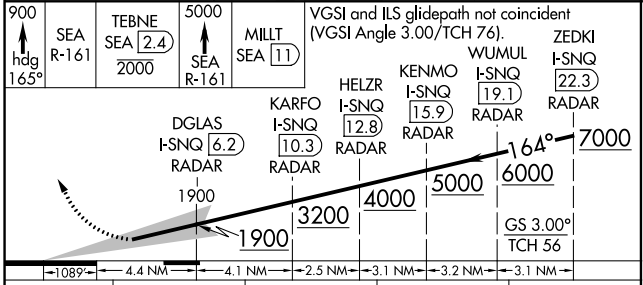 900
hdg
165°
SEA
R-161
TEBNE
SEA 2.4
2000
5000
SEA
R-161
MILLT
SEA 11
VGSI and ILS glidepath not coincident
(VGSI Angle 3.00/TCH 76).
ZEDKI
I-SNQ
22.3
RADAR
WUMUL
I-SNQ
19.1
RADAR
KENMO
I-SNQ
15.9
RADAR
HELZR
I-SNQ
12.8
RADAR
KARFO
I-SNQ
10.3
RADAR
DGLAS
I-SNQ 6.2
RADAR
1900
164°
7000
6000
5000
4000
3200
1900
GS 3.00°
TCH 56
1089'
4.4 NM
4.1 NM
2.5 NM
3.1 NM
3.2 NM
3.1 NM